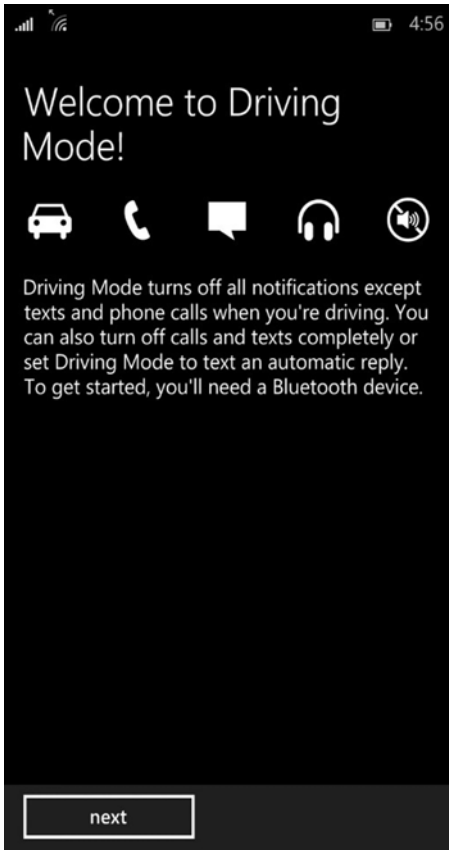 4:56
Welcome to Driving
Mode!
Driving Mode turns off all notifications except
texts and phone calls when you're driving. You
can also turn off calls and texts completely or
set Driving Mode to text an automatic reply.
To get started, you'll need a Bluetooth device.
next